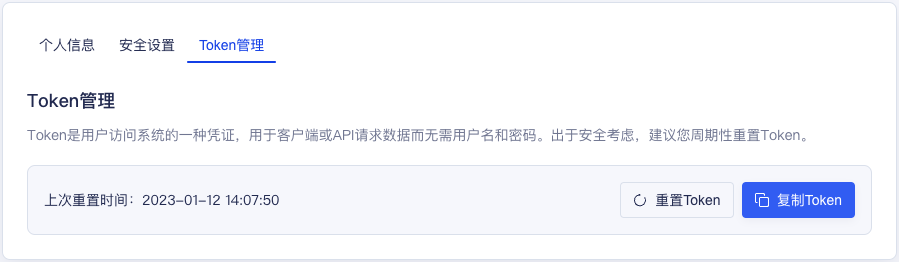 个人信息 安全设置 Token管理
Token管理
Token是用户访问系统的一种凭证，用于客户端或API请求数据而无需用户名和密码。出于安全考虑，建议您周期性重置Token。
上次重置时间：2023-01-12 14:07:50 重置Token 复制Token